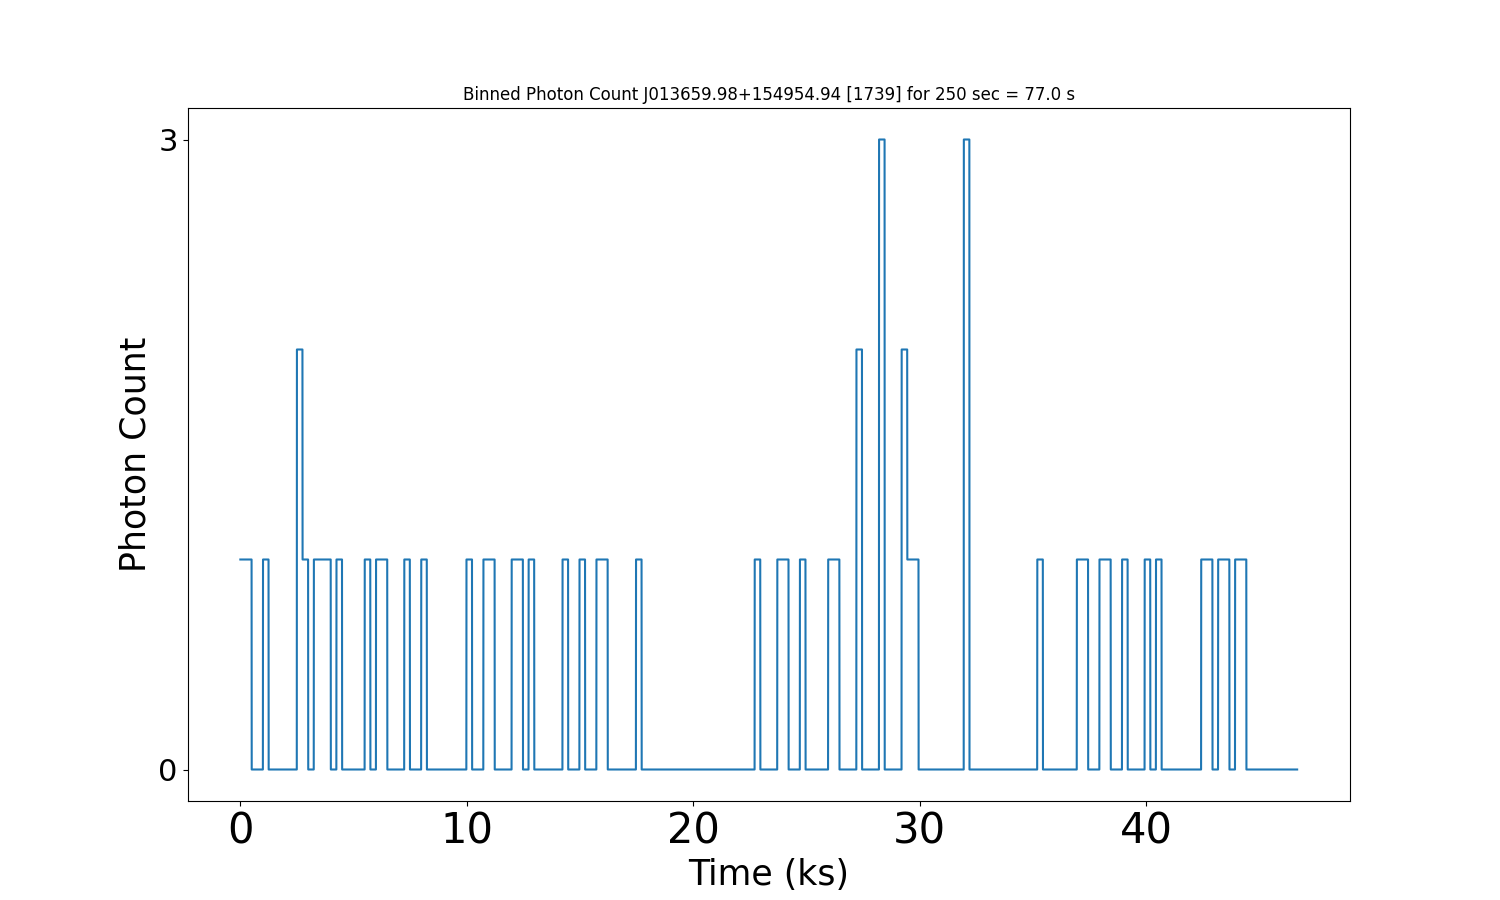 Binned Photon Count J013659.98+154954.94 [1739] for 250 sec = 77.0 s
3
Photon Count
0
0 10 20 30 40
Time (ks)